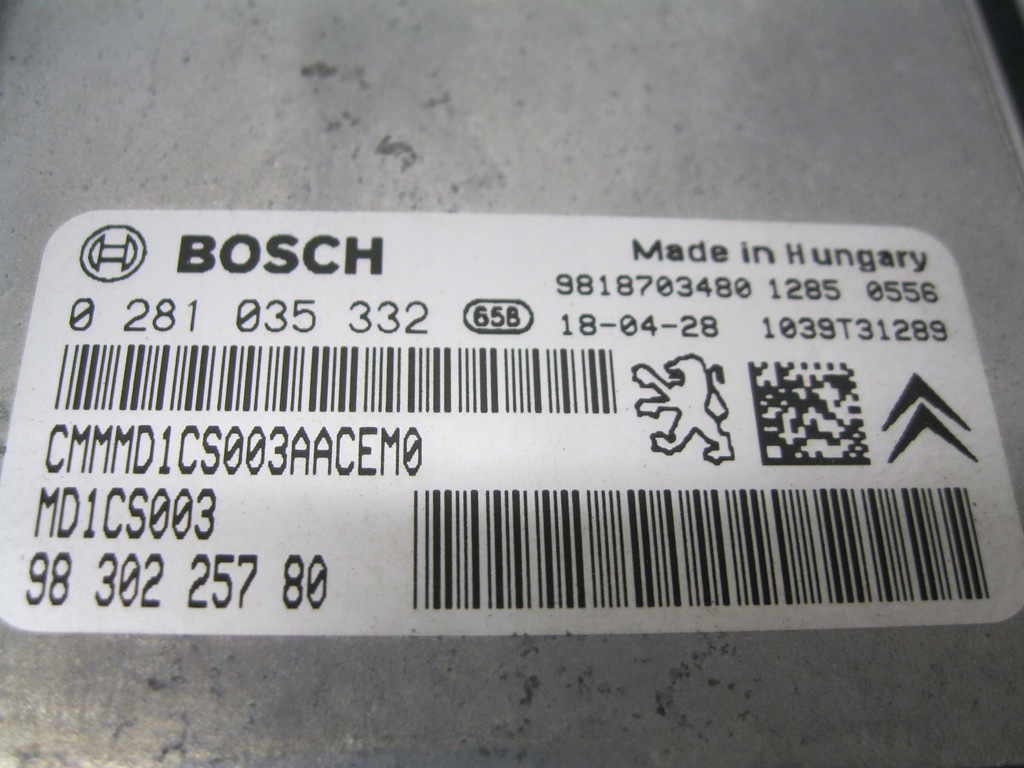 BOSCH
Made in Hungary
9818703480 1285 0556
0 281 035 332 65B 18-04-28 1039T31289
CMMMD1CS003AACEM0
MD1CS003
98 302 257 80